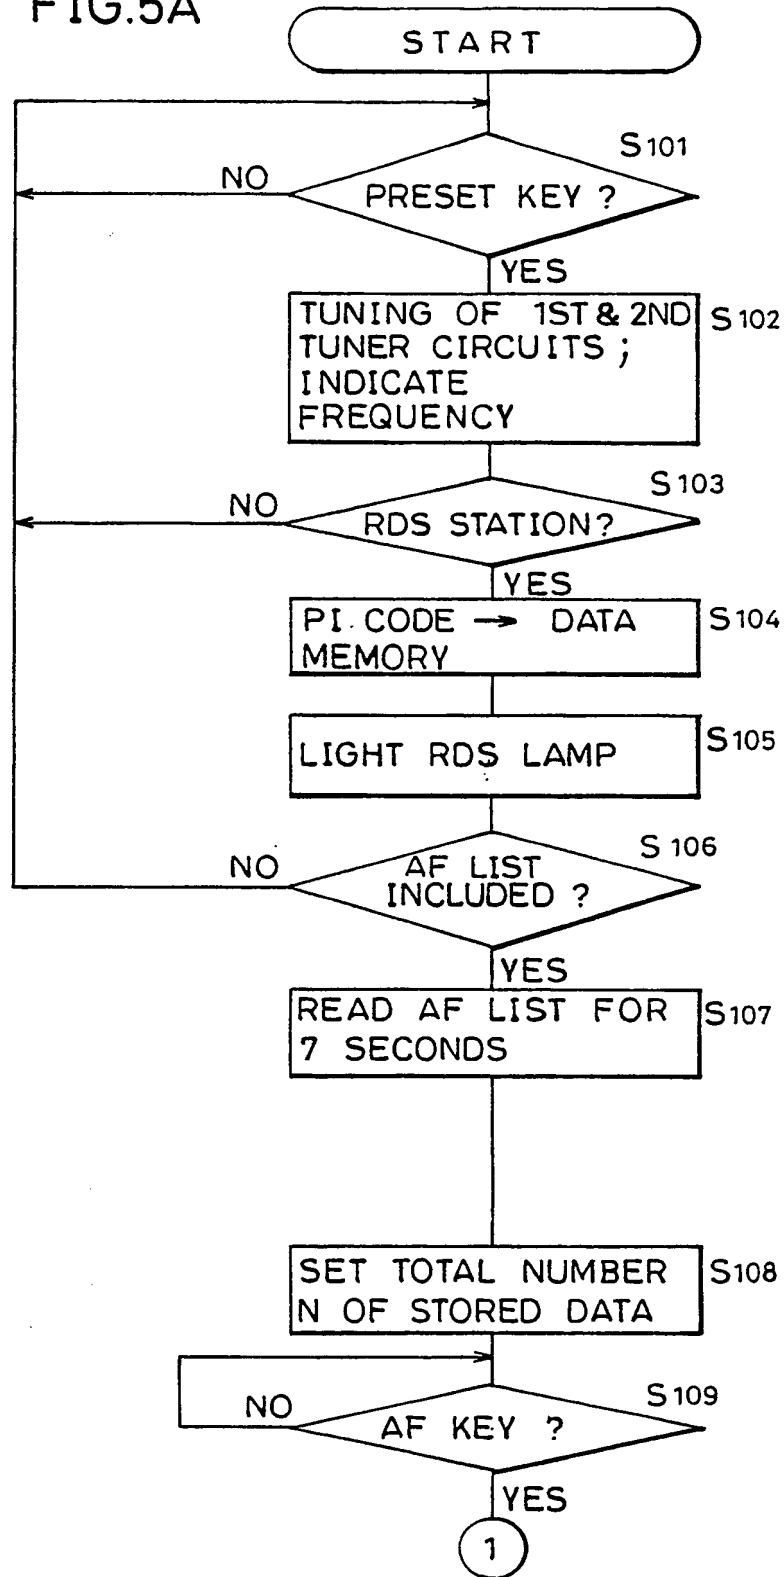 FIG.5A
START
S101
NO
PRESET KEY ?
YES
TUNING OF 1ST & 2ND
TUNER CIRCUITS ;
INDICATE
FREQUENCY
S102
S103
NO
RDS STATION?
YES
PI CODE → DATA
MEMORY
S104
LIGHT RDS LAMP
S105
S106
NO
AF LIST
INCLUDED ?
YES
READ AF LIST FOR
7 SECONDS
S107
SET TOTAL NUMBER
N OF STORED DATA
S108
S109
NO
AF KEY ?
YES
1